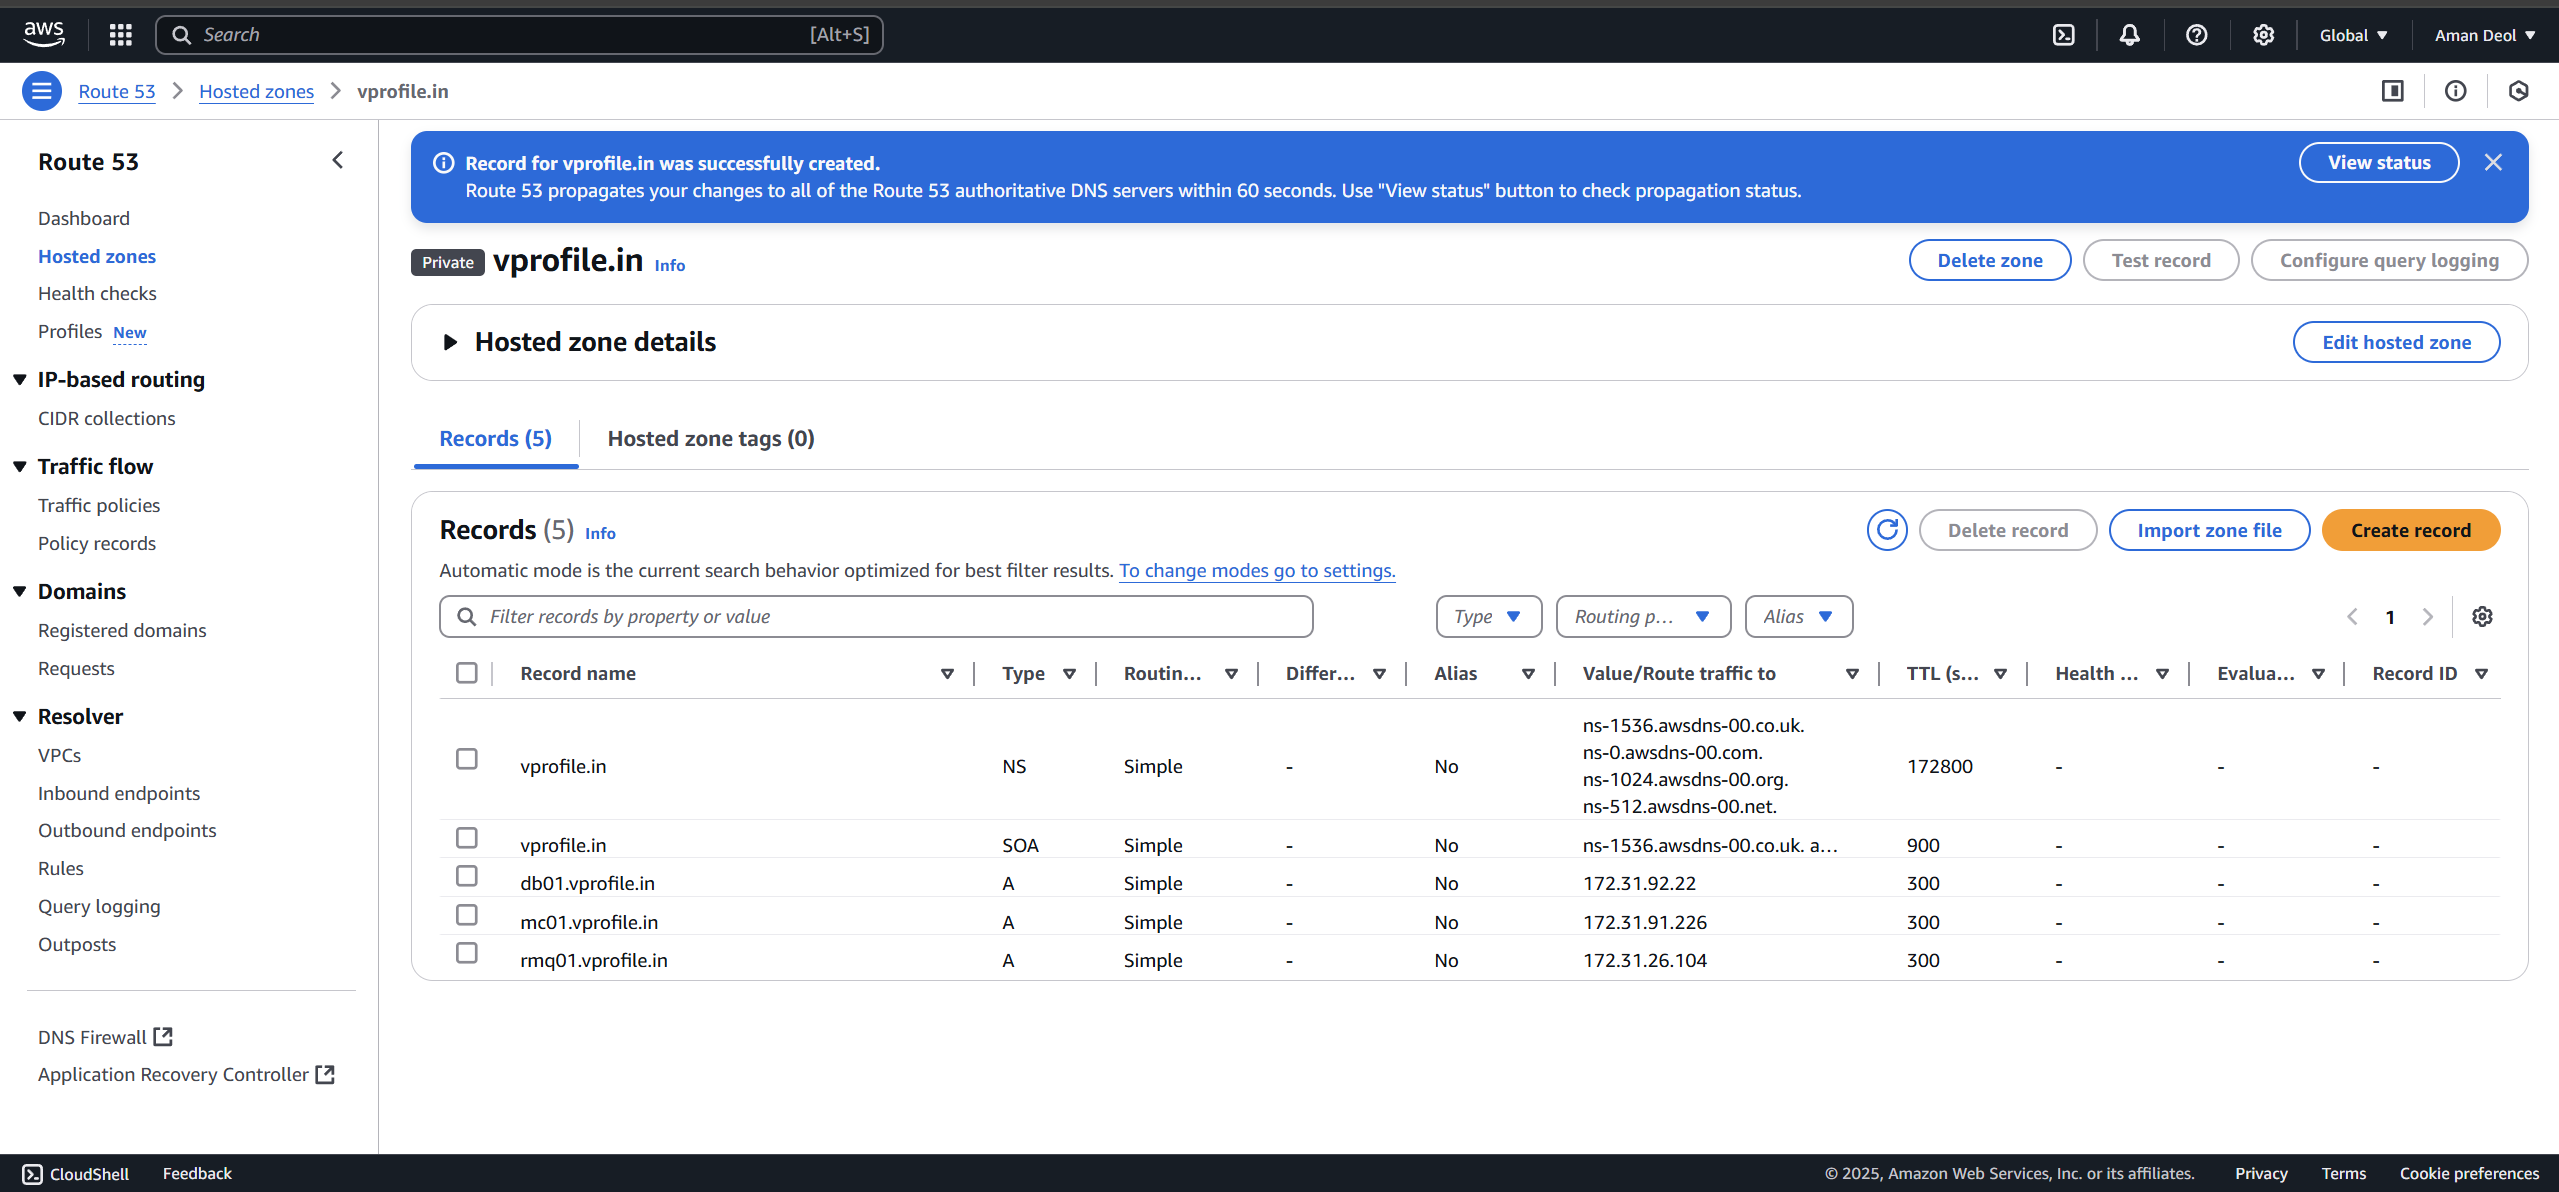 aws
Search [Alt+S]
Global
Aman Deol
Route 53
Hosted zones
vprofile.in
Route 53
Dashboard
Hosted zones
Health checks
Profiles New
IP-based routing
CIDR collections
Traffic flow
Traffic policies
Policy records
Domains
Registered domains
Requests
Resolver
VPCs
Inbound endpoints
Outbound endpoints
Rules
Query logging
Outposts
DNS Firewall
Application Recovery Controller
Record for vprofile.in was successfully created.
Route 53 propagates your changes to all of the Route 53 authoritative DNS servers within 60 seconds. Use "View status" button to check propagation status.
View status
Private vprofile.in Info
Delete zone
Test record
Configure query logging
Hosted zone details
Edit hosted zone
Records (5)
Hosted zone tags (0)
Records (5) Info
Delete record
Import zone file
Create record
Automatic mode is the current search behavior optimized for best filter results. To change modes go to settings.
Filter records by property or value
Type
Routing p...
Alias
1
Record name Type Routin... Differ... Alias Value/Route traffic to TTL (s... Health ... Evalua... Record ID
ns-1536.awsdns-00.co.uk.
ns-0.awsdns-00.com.
vprofile.in NS Simple - No ns-1024.awsdns-00.org. 172800 - - -
ns-512.awsdns-00.net.
vprofile.in SOA Simple - No ns-1536.awsdns-00.co.uk. a... 900 - - -
db01.vprofile.in A Simple - No 172.31.92.22 300 - - -
mc01.vprofile.in A Simple - No 172.31.91.226 300 - - -
rmq01.vprofile.in A Simple - No 172.31.26.104 300 - - -
CloudShell
Feedback
© 2025, Amazon Web Services, Inc. or its affiliates.
Privacy
Terms
Cookie preferences